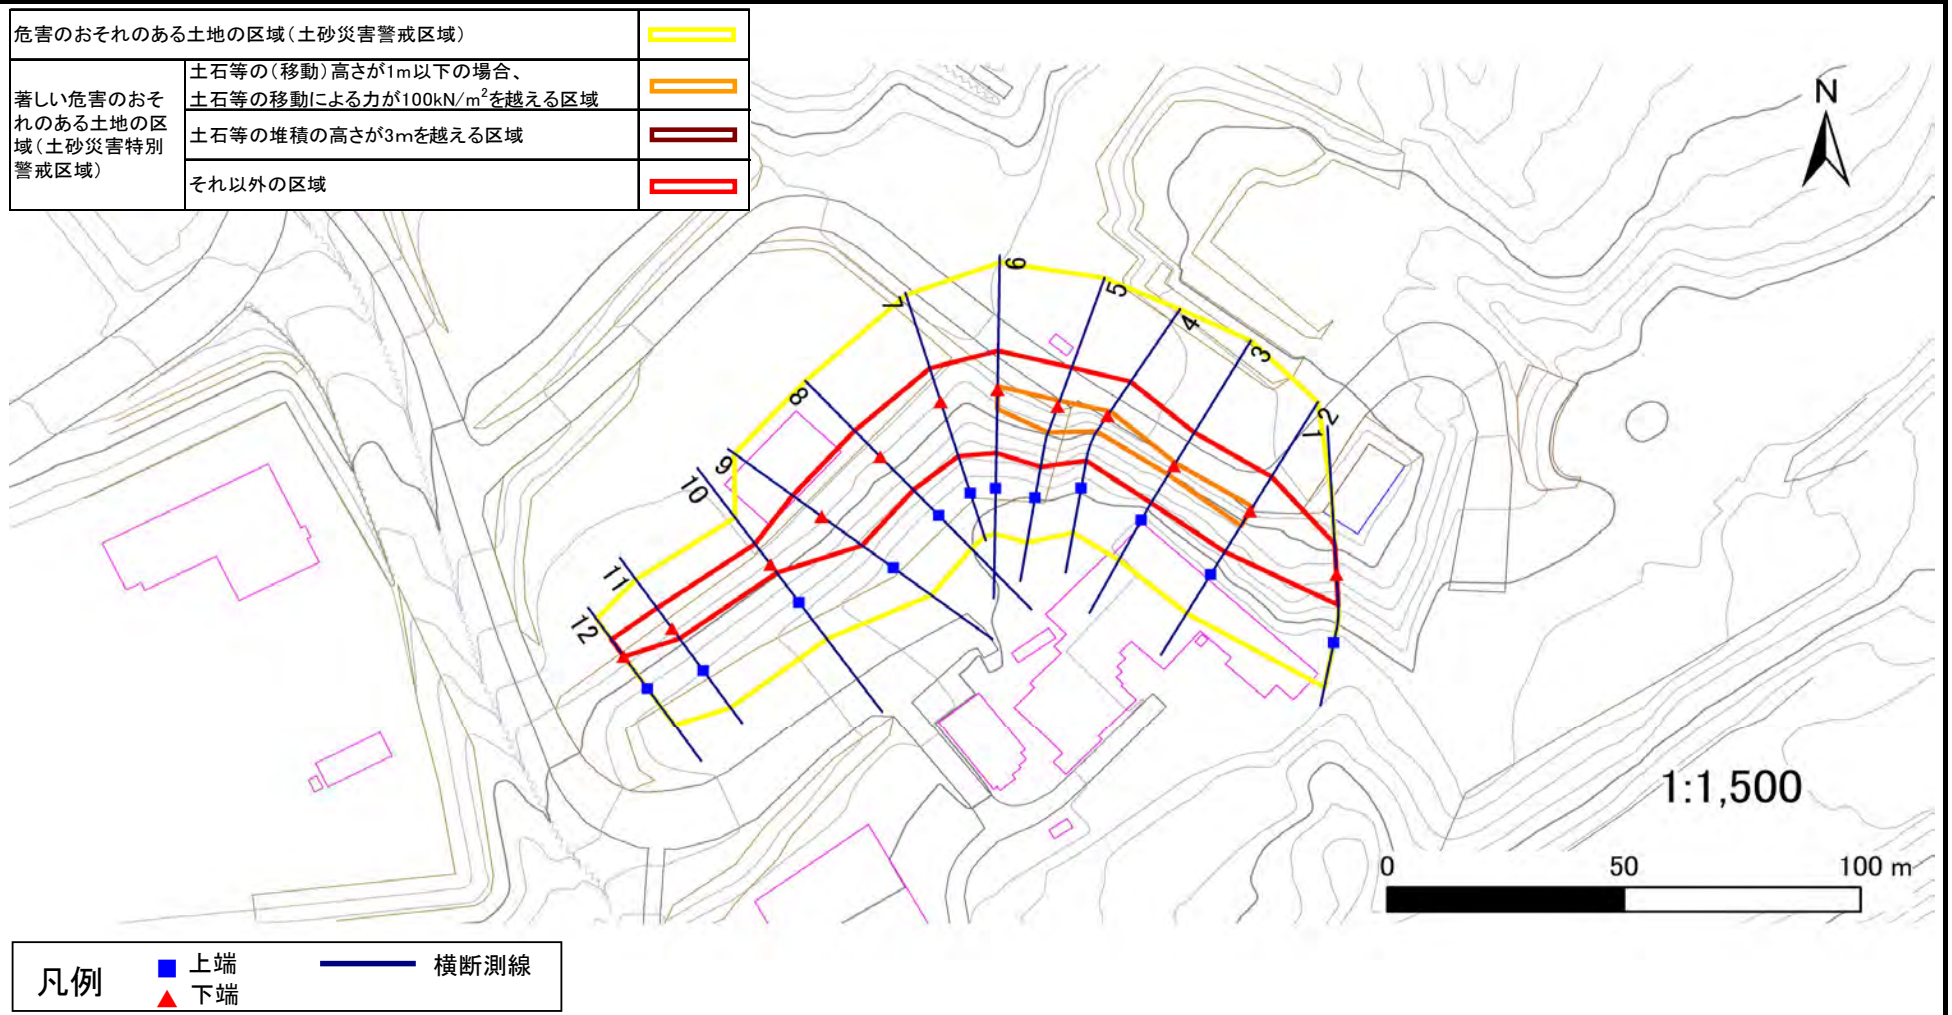 危害のおそれのある土地の区域(土砂災害警戒区域)
著しい危害のおそ
れのある土地の区
域(土砂災害特別
警戒区域)
土石等の(移動)高さが1m以下の場合、
土石等の移動による力が100kN/m²を越える区域
土石等の堆積の高さが3mを越える区域
それ以外の区域
N
6
5
7
4
3
8
2
1
9
10
11
12
1:1,500
0 50 100 m
凡例
上端
下端
横断測線